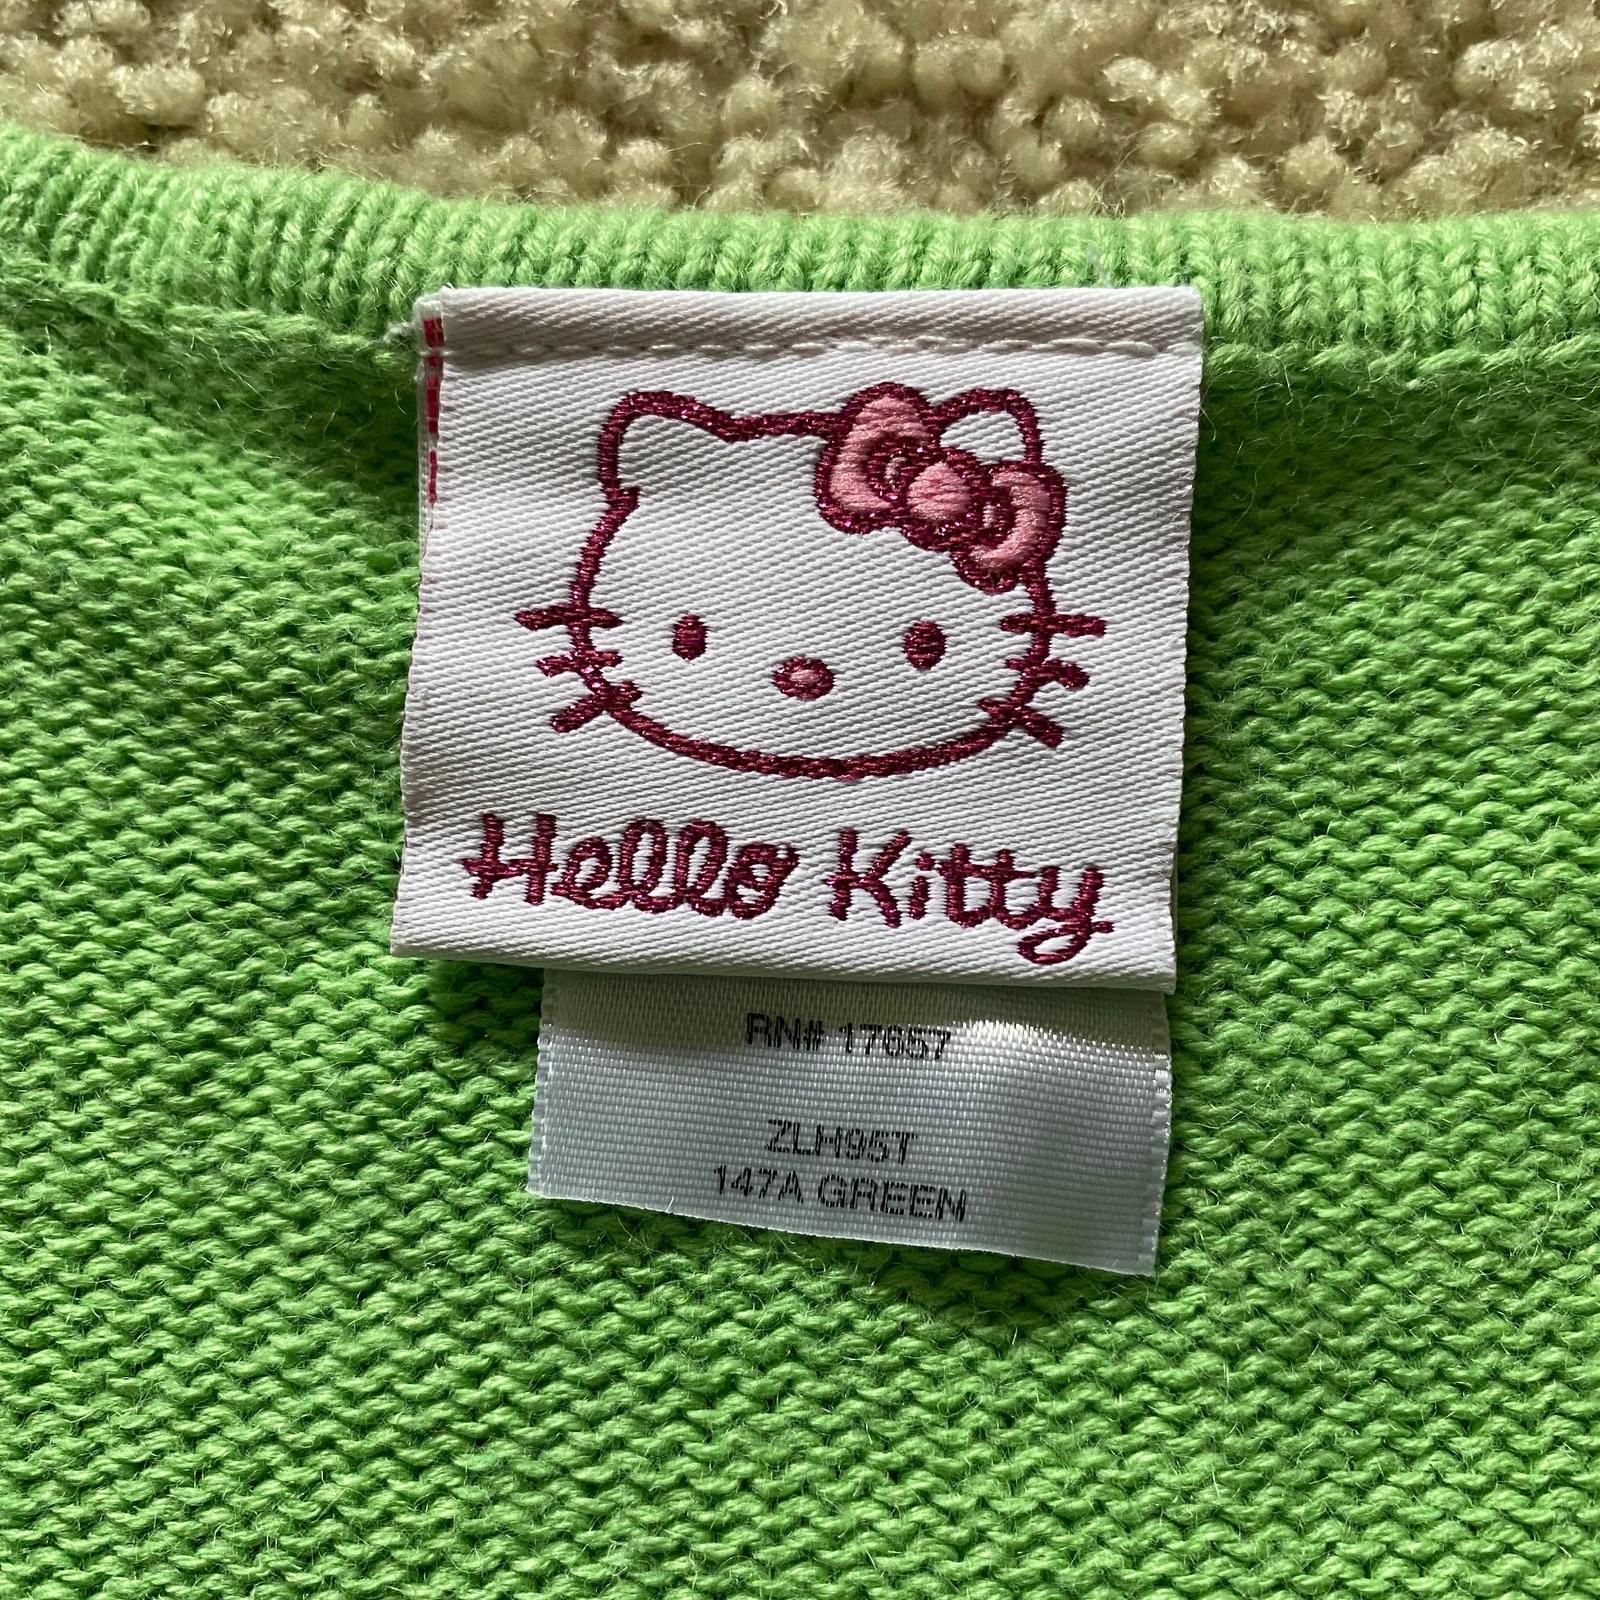 Hello Kitty
RN# 17657
ZLH95T
147A GREEN